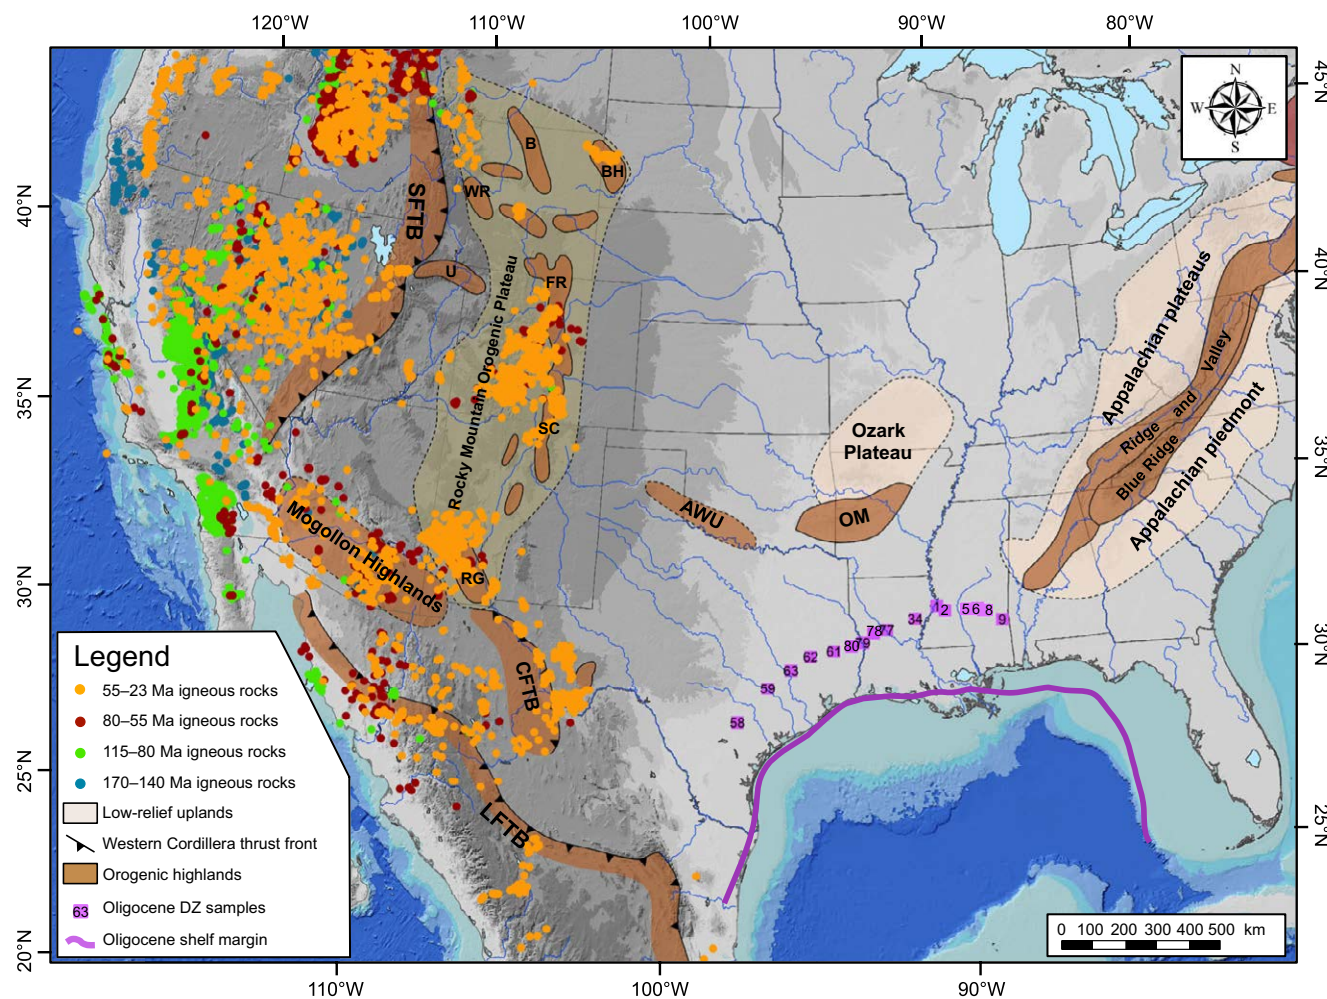 120°W
110°W
100°W
90°W
80°W
45°N
40°N
35°N
30°N
25°N
20°N
40°N
35°N
30°N
25°N
110°W
100°W
90°W
N
W
E
S
B
BH
WR
SFTB
U
FR
Rocky Mountain Orogenic Plateau
SC
Mogollon Highlands
RG
CFTB
LFTB
AWU
OM
Ozark
Plateau
Appalachian plateaus
Ridge and Valley
Blue Ridge
Appalachian piedmont
1
2
5
6
8
9
34
77
78
79
80
61
62
63
59
58
Legend
55–23 Ma igneous rocks
80–55 Ma igneous rocks
115–80 Ma igneous rocks
170–140 Ma igneous rocks
Low-relief uplands
Western Cordillera thrust front
Orogenic highlands
63
Oligocene DZ samples
Oligocene shelf margin
0 100 200 300 400 500 km